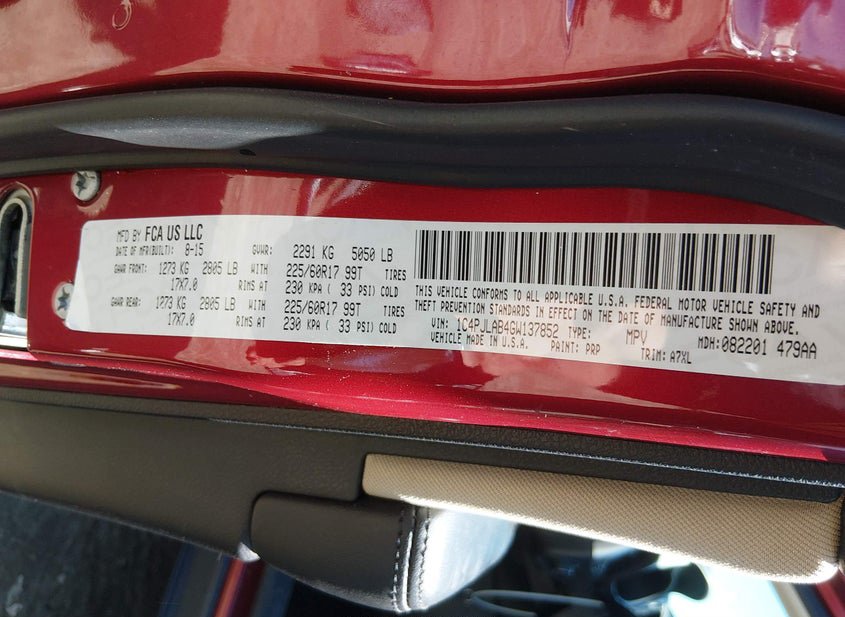 MFD BY FCA US LLC
DATE OF MFR(BUILT): 8-15 GVWR: 2291 KG 5050 LB
GAWR FRONT: 1273 KG 2805 LB WITH 225/60R17 99T TIRES
17X7.0 RIMS AT 230 KPA ( 33 PSI) COLD
GAWR REAR: 1273 KG 2805 LB WITH 225/60R17 99T TIRES
17X7.0 RIMS AT 230 KPA ( 33 PSI) COLD
THIS VEHICLE CONFORMS TO ALL APPLICABLE U.S.A. FEDERAL MOTOR VEHICLE SAFETY AND
THEFT PREVENTION STANDARDS IN EFFECT ON THE DATE OF MANUFACTURE SHOWN ABOVE.
VIN: 1C4PJLAB4GW137852 TYPE: MPV MDH:082201 479AA
VEHICLE MADE IN U.S.A. PAINT: PRP TRIM: A7XL